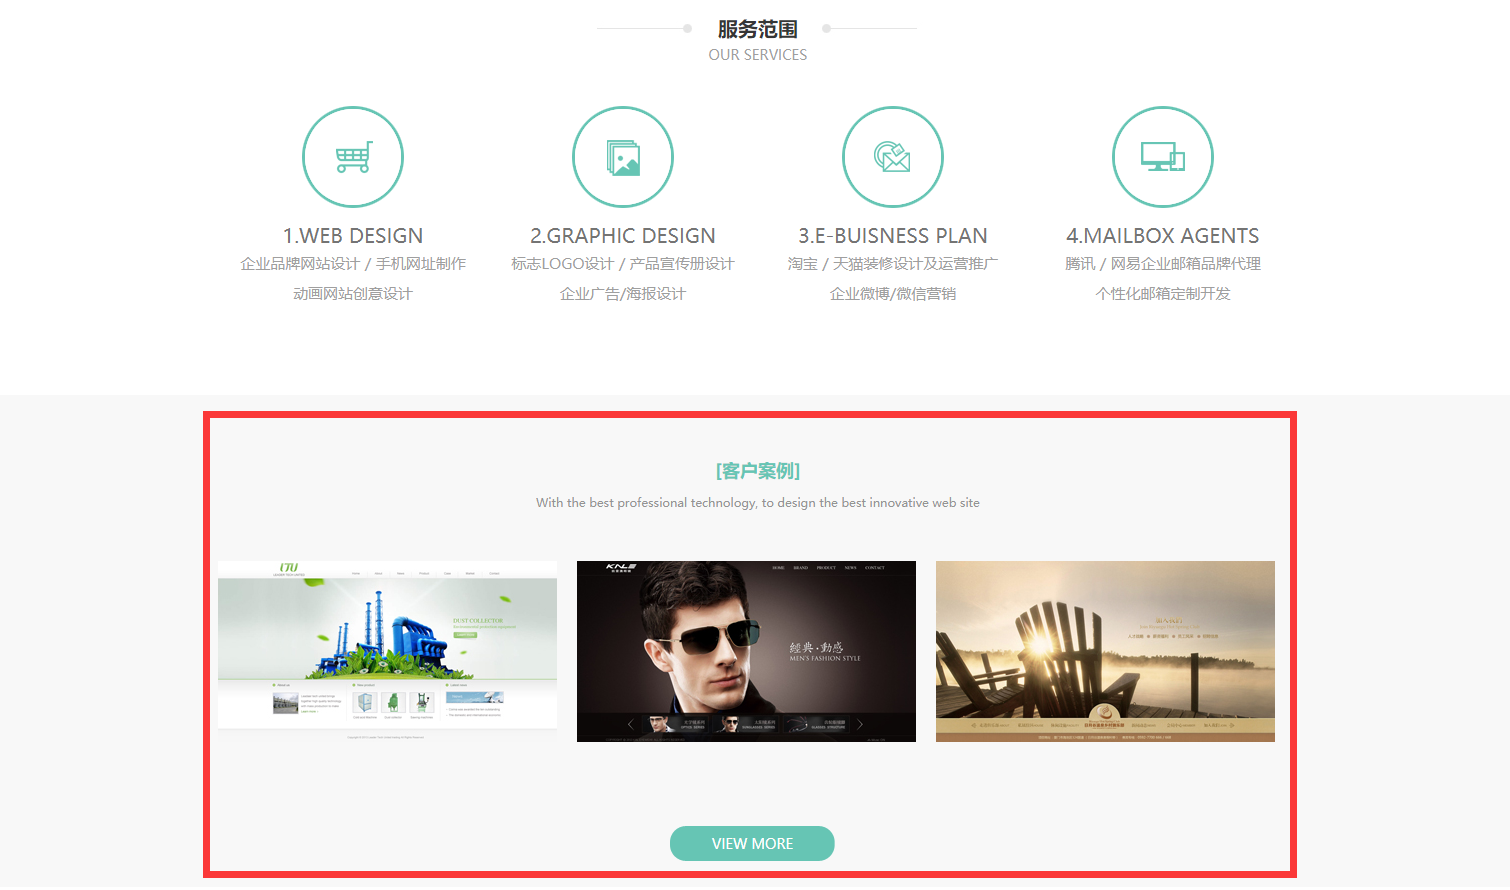 服务范围
OUR SERVICES
1.WEB DESIGN
企业品牌网站设计 / 手机网址制作
动画网站创意设计
2.GRAPHIC DESIGN
标志LOGO设计 / 产品宣传册设计
企业广告/海报设计
3.E-BUISNESS PLAN
淘宝 / 天猫装修设计及运营推广
企业微博/微信营销
4.MAILBOX AGENTS
腾讯 / 网易企业邮箱品牌代理
个性化邮箱定制开发
[客户案例]
With the best professional technology, to design the best innovative web site
LTU
DUST COLLECTOR
KNLE
HOME BRAND PRODUCT NEWS CONTACT
經典·動感
MEN'S FASHION STYLE
加入我们
VIEW MORE